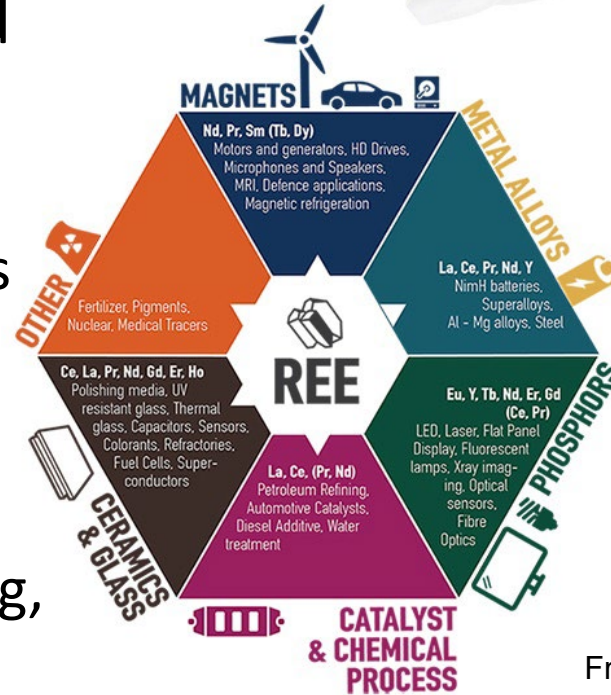 MAGNETS
Nd, Pr, Sm (Tb, Dy)
Motors and generators, HD Drives,
Microphones and Speakers,
MRI, Defence applications,
Magnetic refrigeration
METAL ALLOYS
La, Ce, Pr, Nd, Y
NimH batteries,
Superalloys,
Al - Mg alloys, Steel
OTHER
Fertilizer, Pigments,
Nuclear, Medical Tracers
REE
Ce, La, Pr, Nd, Gd, Er, Ho
Polishing media, UV
resistant glass, Thermal
glass, Capacitors, Sensors,
Colorants, Refractories,
Fuel Cells, Super-
conductors
CERAMICS
& GLASS
Eu, Y, Tb, Nd, Er, Gd
(Ce, Pr)
LED, Laser, Flat Panel
Display, Fluorescent
lamps, Xray imag-
ing, Optical
sensors,
Fibre
Optics
PHOSPHORS
La, Ce, (Pr, Nd)
Petroleum Refining,
Automotive Catalysts,
Diesel Additive, Water
treatment
CATALYST
& CHEMICAL
PROCESS
s
g,
Fr